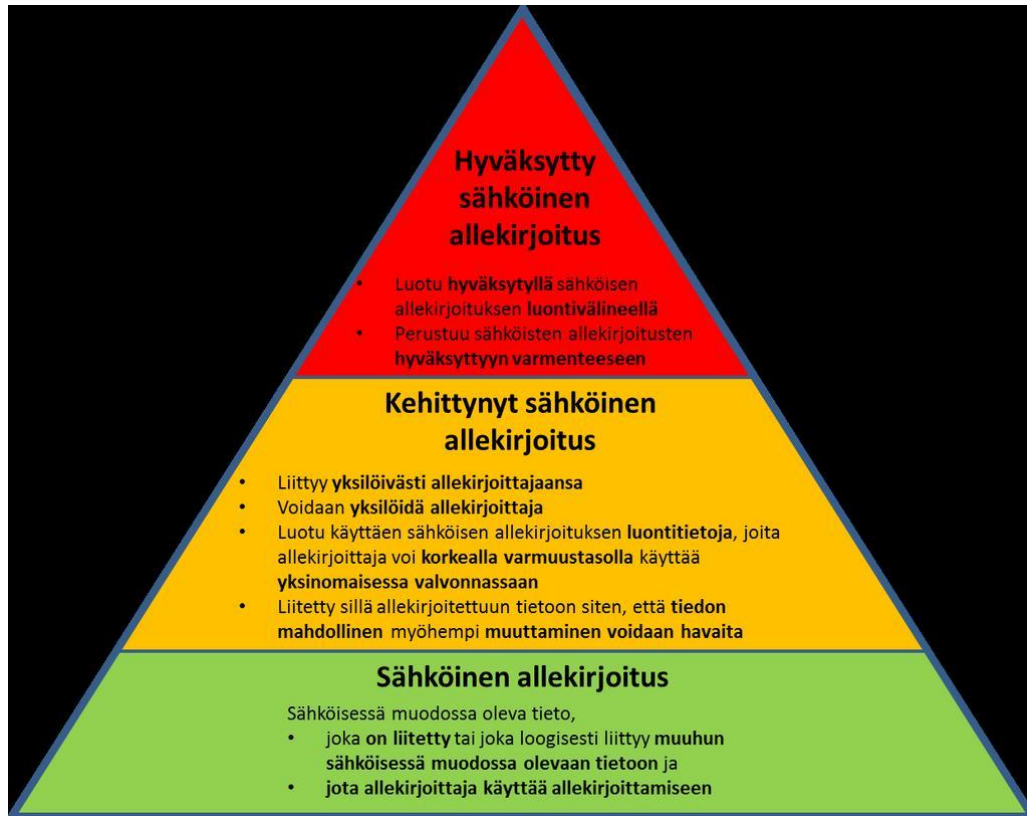 Hyväksytty
sähköinen
allekirjoitus
• Luotu hyväksytyllä sähköisen
allekirjoituksen luontivälineellä
• Perustuu sähköisten allekirjoitusten
hyväksyttyyn varmenteeseen
Kehittynyt sähköinen
allekirjoitus
• Liittyy yksilöivästi allekirjoittajaansa
• Voidaan yksilöidä allekirjoittaja
• Luotu käyttäen sähköisen allekirjoituksen luontitietoja, joita
allekirjoittaja voi korkealla varmuustasolla käyttää
yksinomaisessa valvonnassaan
• Liitetty sillä allekirjoitettuun tietoon siten, että tiedon
mahdollinen myöhempi muuttaminen voidaan havaita
Sähköinen allekirjoitus
Sähköisessä muodossa oleva tieto,
• joka on liitetty tai joka loogisesti liittyy muuhun
sähköisessä muodossa olevaan tietoon ja
• jota allekirjoittaja käyttää allekirjoittamiseen